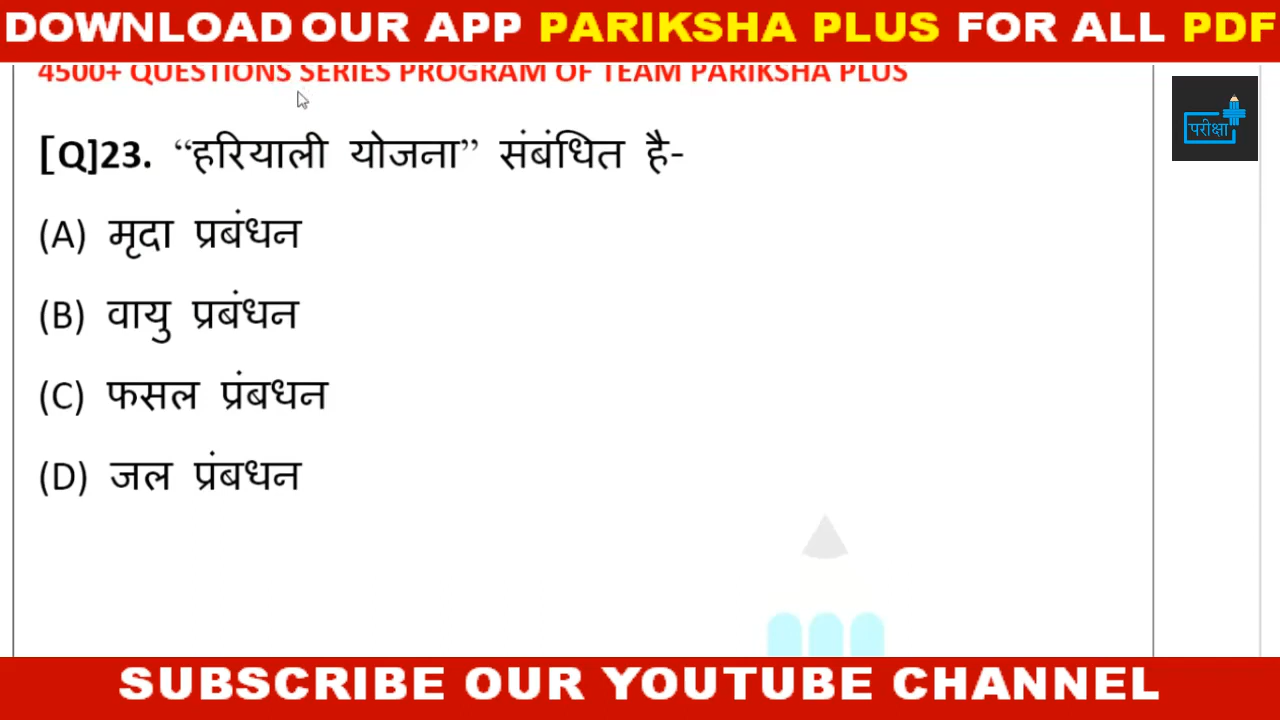 DOWNLOAD OUR APP PARIKSHA PLUS FOR ALL PDF
4500+ QUESTIONS SERIES PROGRAM OF TEAM PARIKSHA PLUS
परीक्षा
[Q]23. “हरियाली योजना” संबंधित है-
(A) मृदा प्रबंधन
(B) वायु प्रबंधन
(C) फसल प्रंबधन
(D) जल प्रंबधन
SUBSCRIBE OUR YOUTUBE CHANNEL